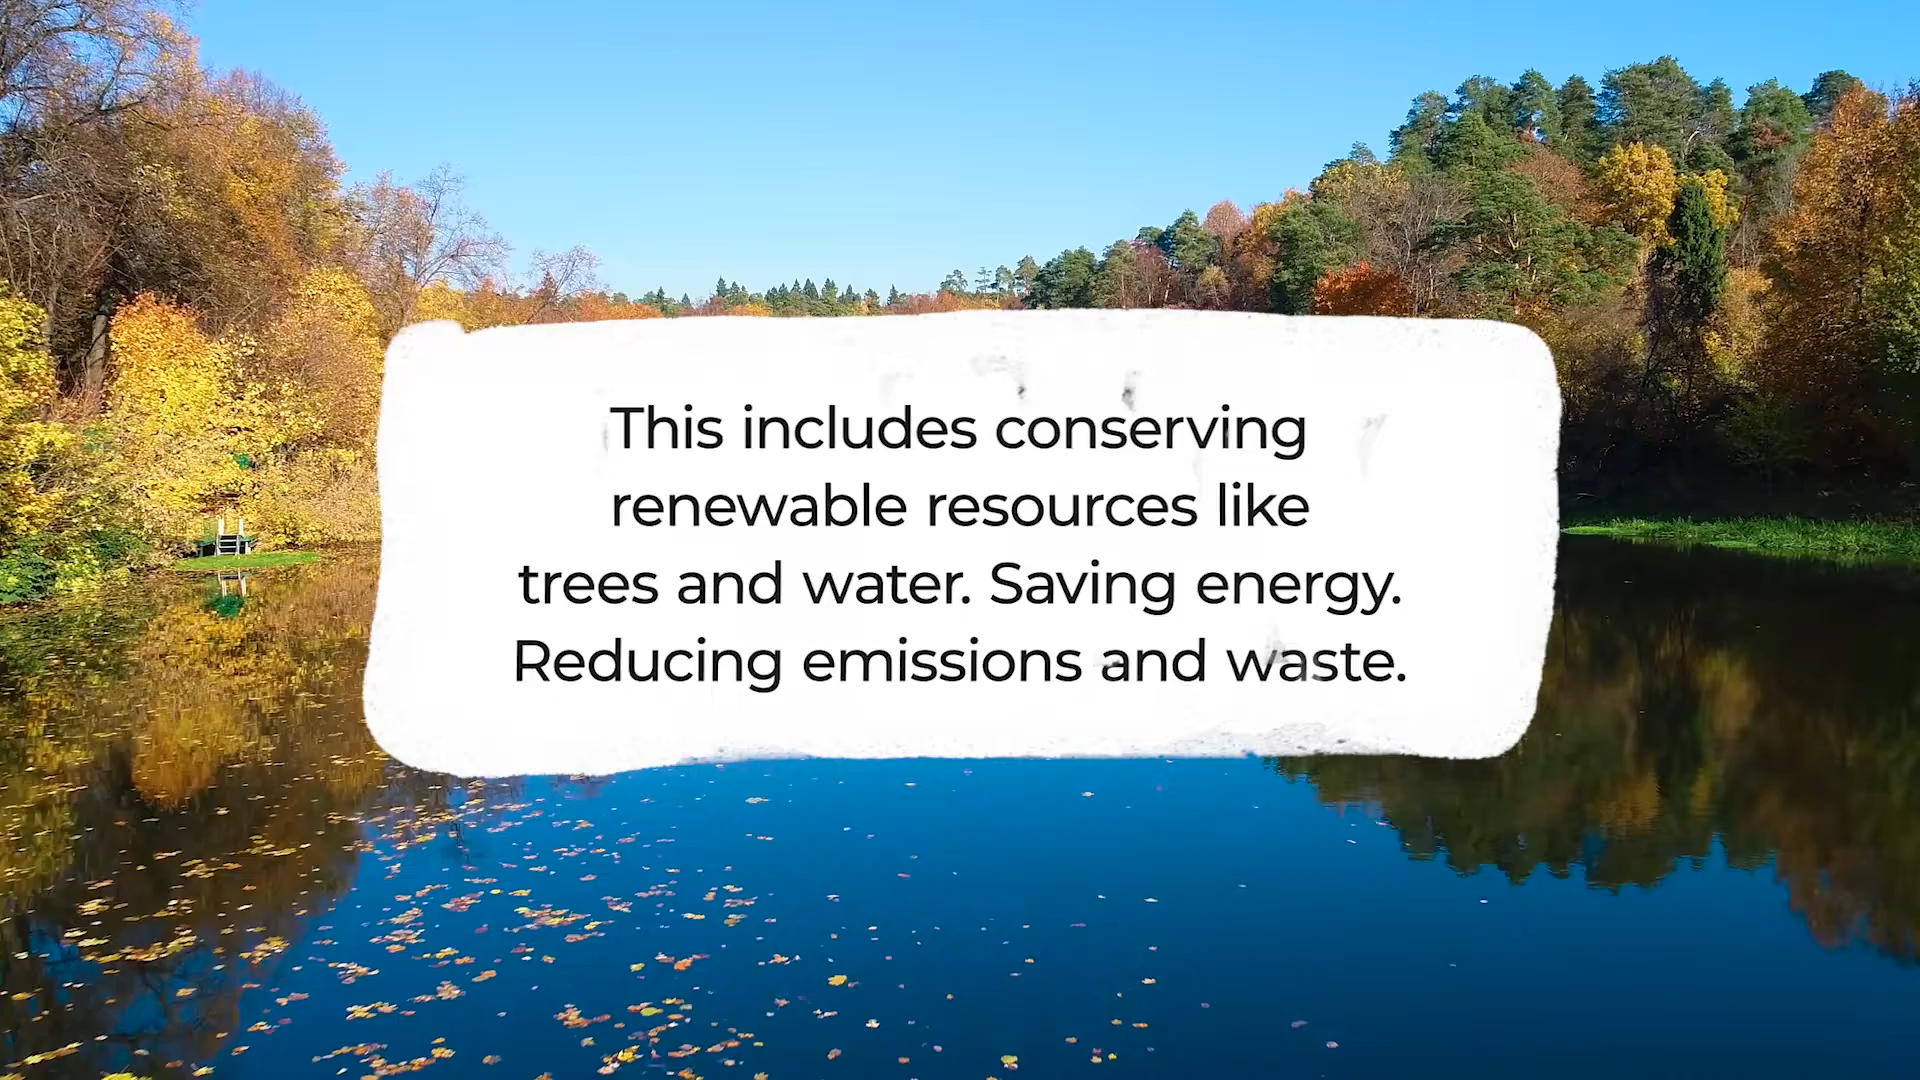 This includes conserving
renewable resources like
trees and water. Saving energy.
Reducing emissions and waste.